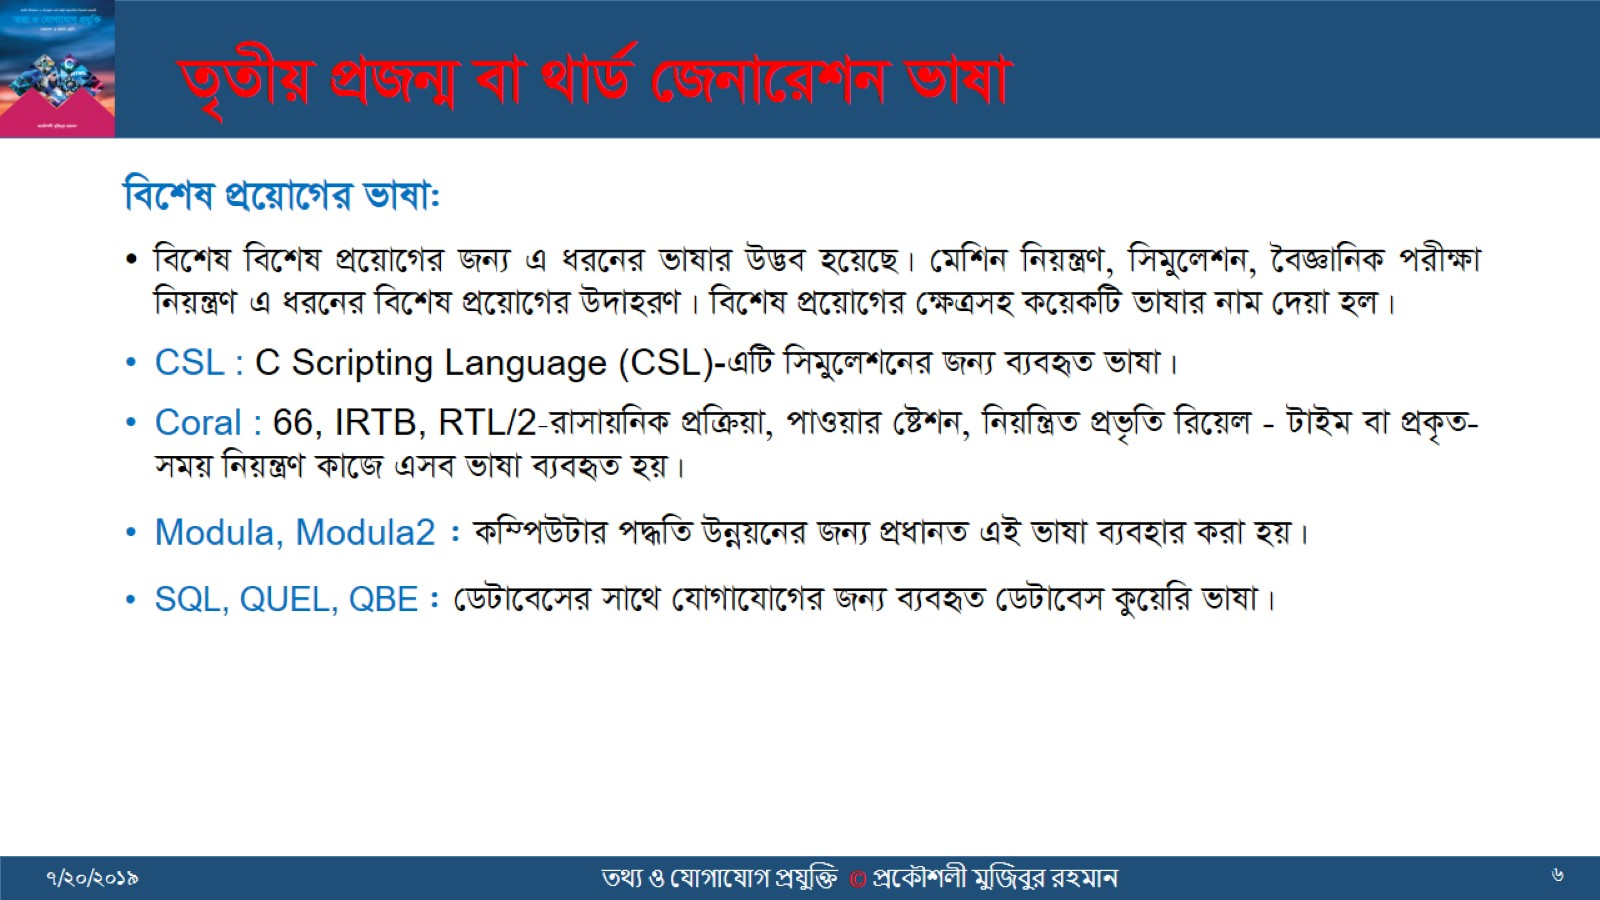 তথ্য ও যোগাযোগ প্রযুক্তি
তৃতীয় প্রজন্ম বা থার্ড জেনারেশন ভাষা
বিশেষ প্রয়োগের ভাষা:
• বিশেষ বিশেষ প্রয়োগের জন্য এ ধরনের ভাষার উদ্ভব হয়েছে। মেশিন নিয়ন্ত্রণ, সিমুলেশন, বৈজ্ঞানিক পরীক্ষা
নিয়ন্ত্রণ এ ধরনের বিশেষ প্রয়োগের উদাহরণ। বিশেষ প্রয়োগের ক্ষেত্রসহ কয়েকটি ভাষার নাম দেয়া হল।
• CSL : C Scripting Language (CSL)-এটি সিমুলেশনের জন্য ব্যবহৃত ভাষা।
• Coral : 66, IRTB, RTL/2-রাসায়নিক প্রক্রিয়া, পাওয়ার ষ্টেশন, নিয়ন্ত্রিত প্রভৃতি রিয়েল - টাইম বা প্রকৃত-
সময় নিয়ন্ত্রণ কাজে এসব ভাষা ব্যবহৃত হয়।
• Modula, Modula2 : কম্পিউটার পদ্ধতি উন্নয়নের জন্য প্রধানত এই ভাষা ব্যবহার করা হয়।
• SQL, QUEL, QBE : ডেটাবেসের সাথে যোগাযোগের জন্য ব্যবহৃত ডেটাবেস কুয়েরি ভাষা।
৭/২০/২০১৯
তথ্য ও যোগাযোগ প্রযুক্তি © প্রকৌশলী মুজিবুর রহমান
৬